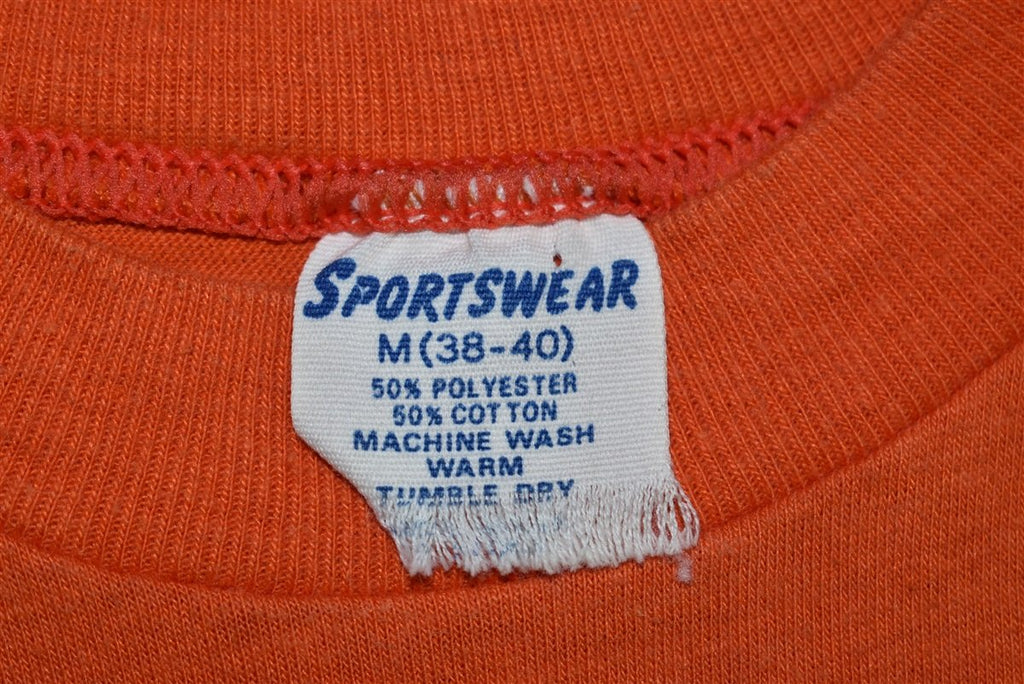 SPORTSWEAR
M (38-40)
50% POLYESTER
50% COTTON
MACHINE WASH
WARM
TUMBLE DRY